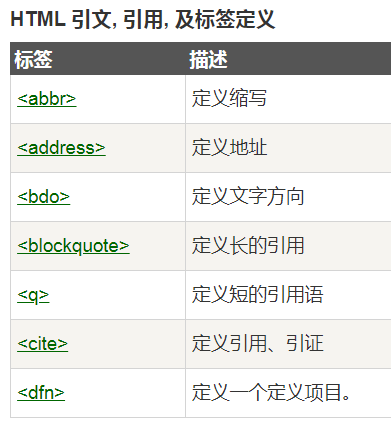 HTML 引文, 引用, 及标签定义
标签 描述
<abbr> 定义缩写
<address> 定义地址
<bdo> 定义文字方向
<blockquote> 定义长的引用
<q> 定义短的引用语
<cite> 定义引用、引证
<dfn> 定义一个定义项目。